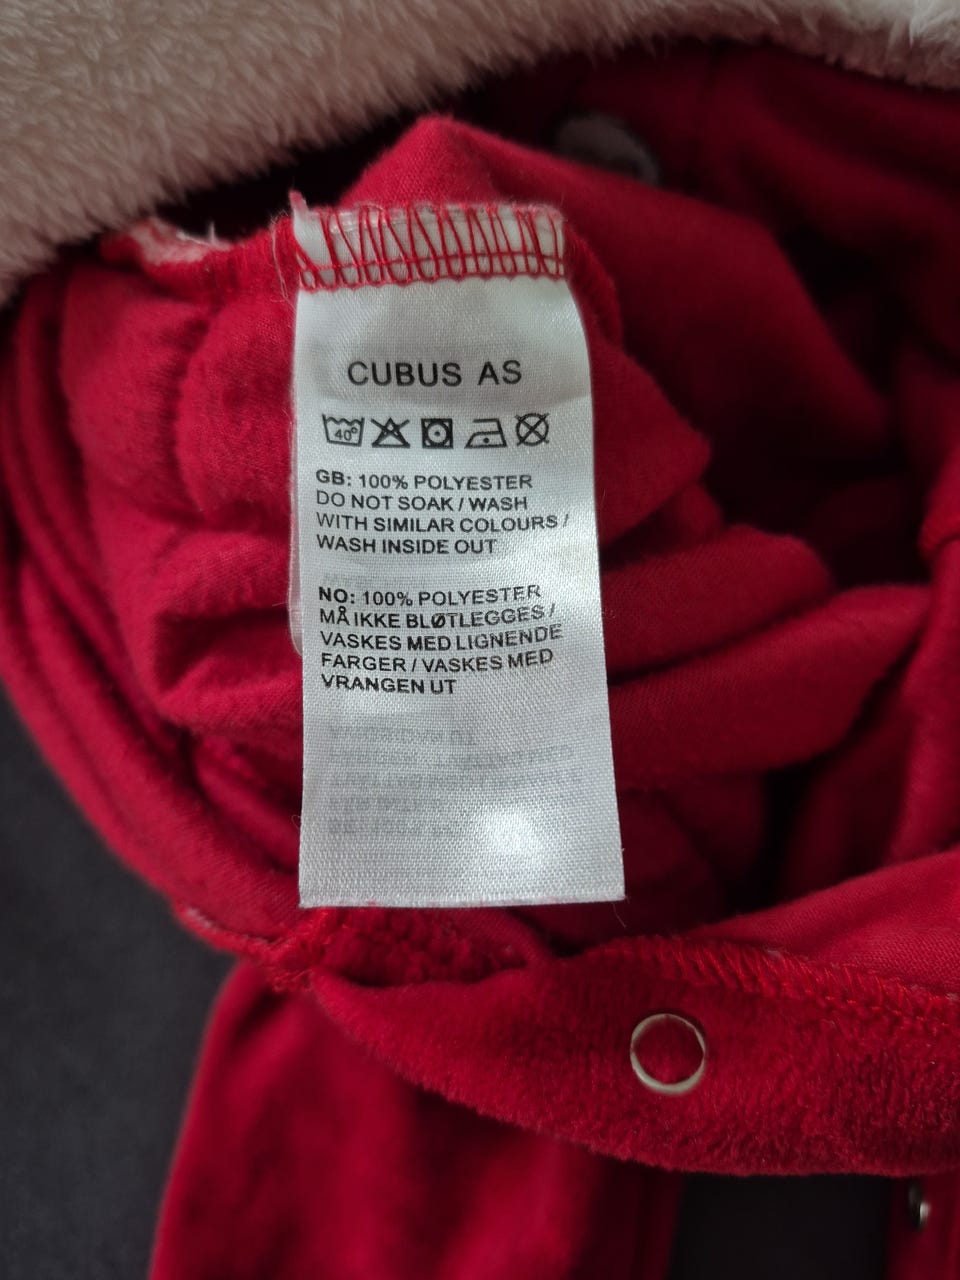 CUBUS AS
40°
GB: 100% POLYESTER
DO NOT SOAK / WASH
WITH SIMILAR COLOURS /
WASH INSIDE OUT
NO: 100% POLYESTER
MÅ IKKE BLØTLEGGES /
VASKES MED LIGNENDE
FARGER / VASKES MED
VRANGEN UT